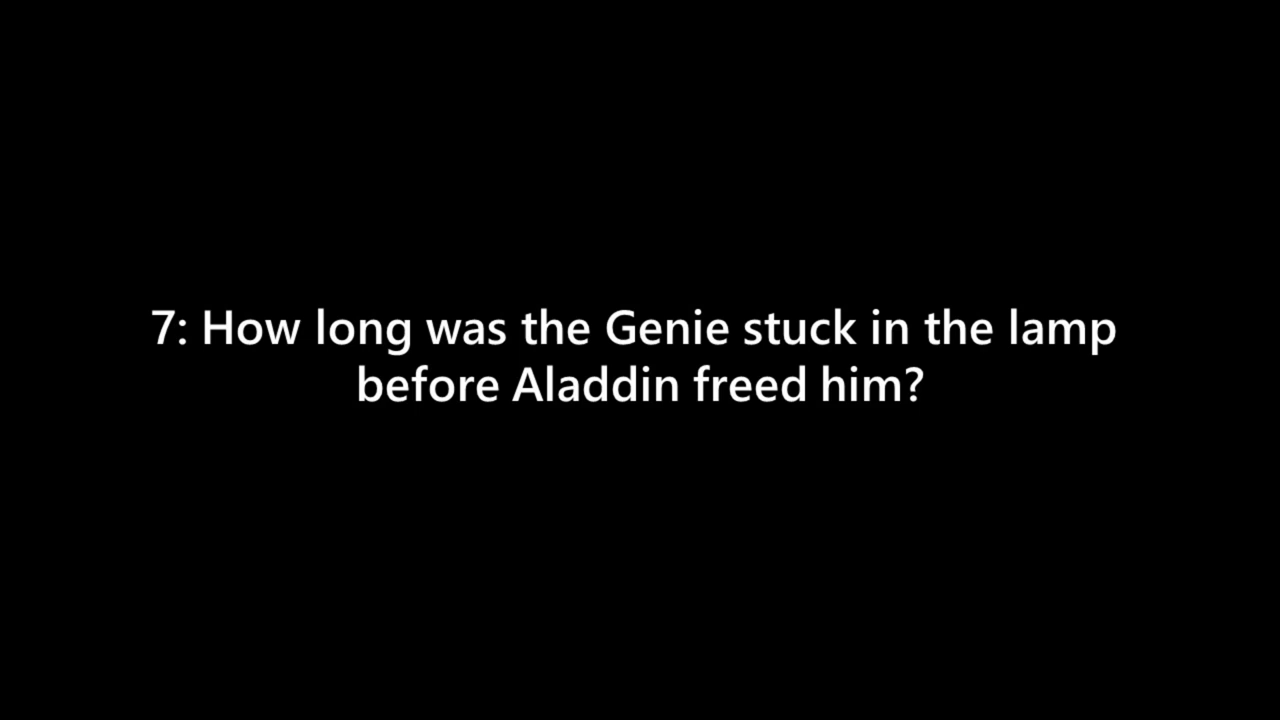 7: How long was the Genie stuck in the lamp
before Aladdin freed him?